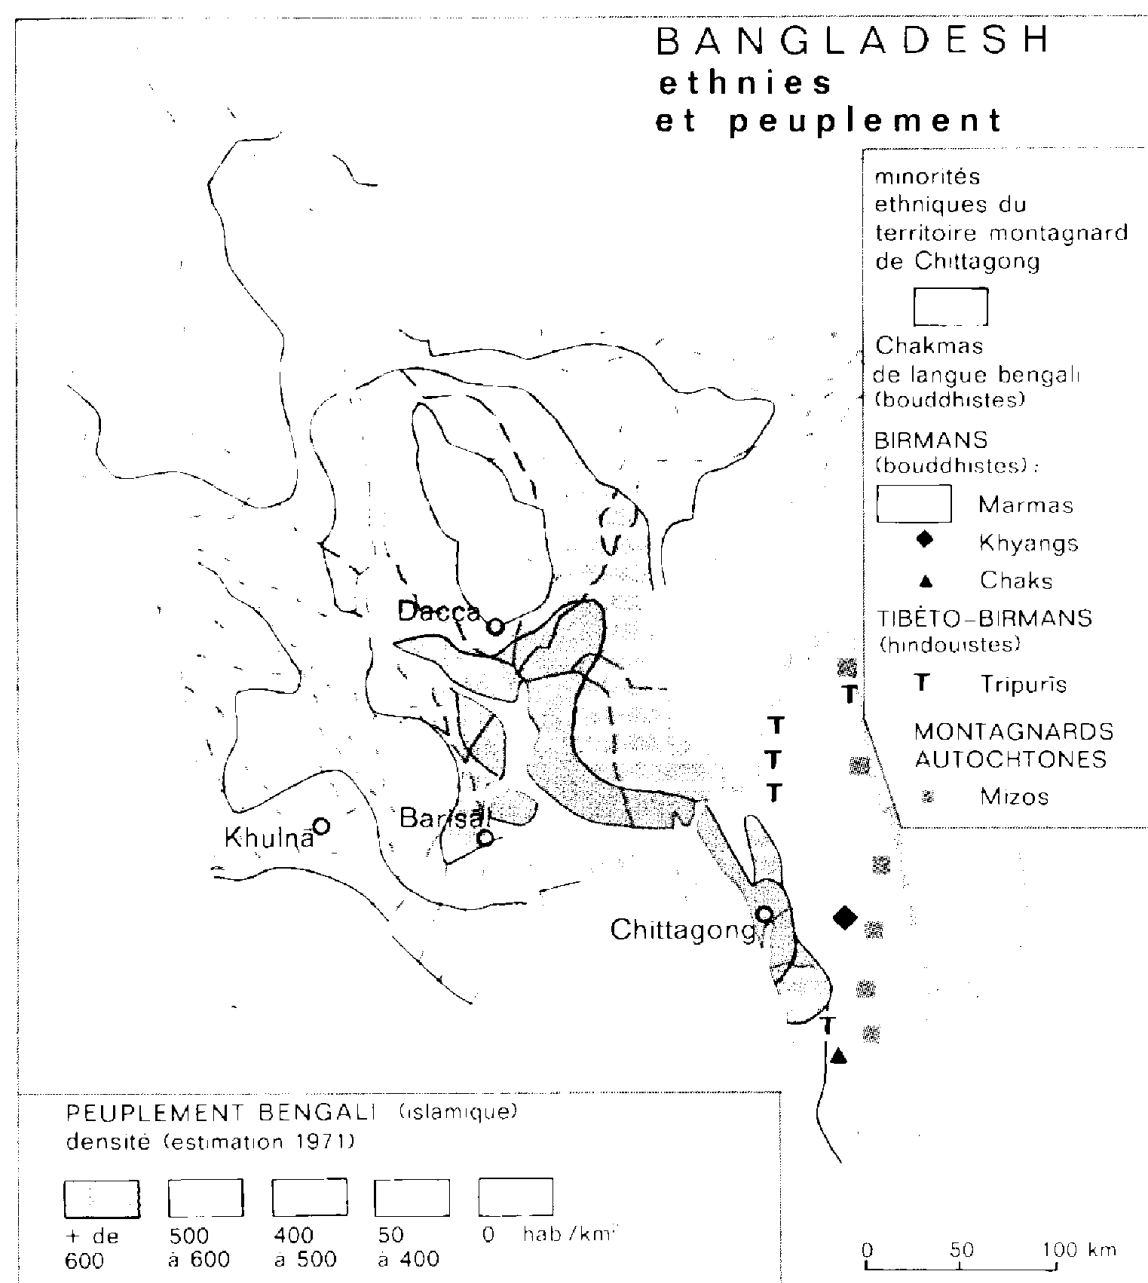 BANGLADESH
ethnies
et peuplement
minorités
ethniques du
territoire montagnard
de Chittagong
Chakmas
de langue bengali
(bouddhistes)
BIRMANS
(bouddhistes) :
Marmas
Khyangs
Chaks
TIBÉTO-BIRMANS
(hindouistes)
T Tripurīs
MONTAGNARDS
AUTOCHTONES
Mizos
Dacca
Khulnā
Barisāl
Chittagong
T
T
T
T
T
PEUPLEMENT BENGALI (islamique)
densité (estimation 1971)
+ de 600
500 à 600
400 à 500
50 à 400
0 hab/km²
0 50 100 km